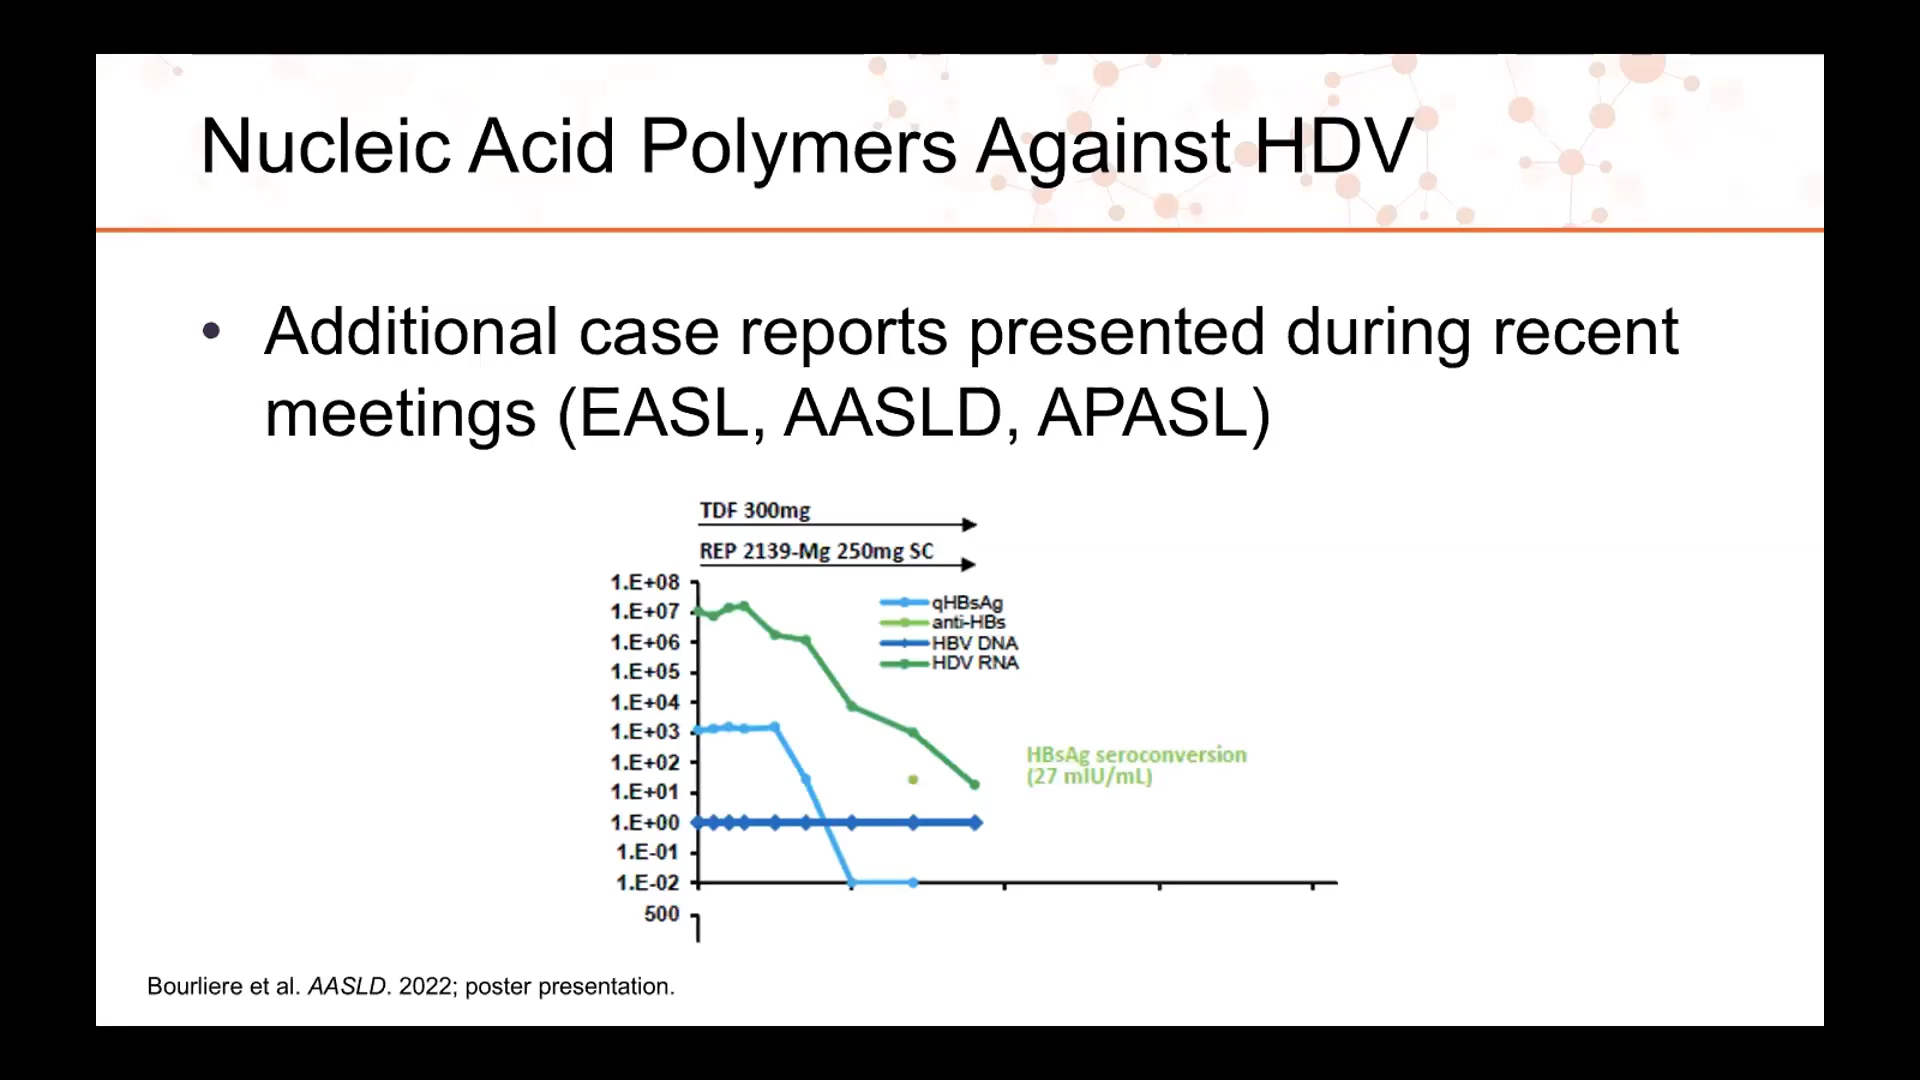 Nucleic Acid Polymers Against HDV
• Additional case reports presented during recent
meetings (EASL, AASLD, APASL)
TDF 300mg
REP 2139-Mg 250mg SC
1.E+08
1.E+07
1.E+06
1.E+05
1.E+04
1.E+03
1.E+02
1.E+01
1.E+00
1.E-01
1.E-02
500
qHBsAg
anti-HBs
HBV DNA
HDV RNA
HBsAg seroconversion
(27 mIU/mL)
Bourliere et al. AASLD. 2022; poster presentation.